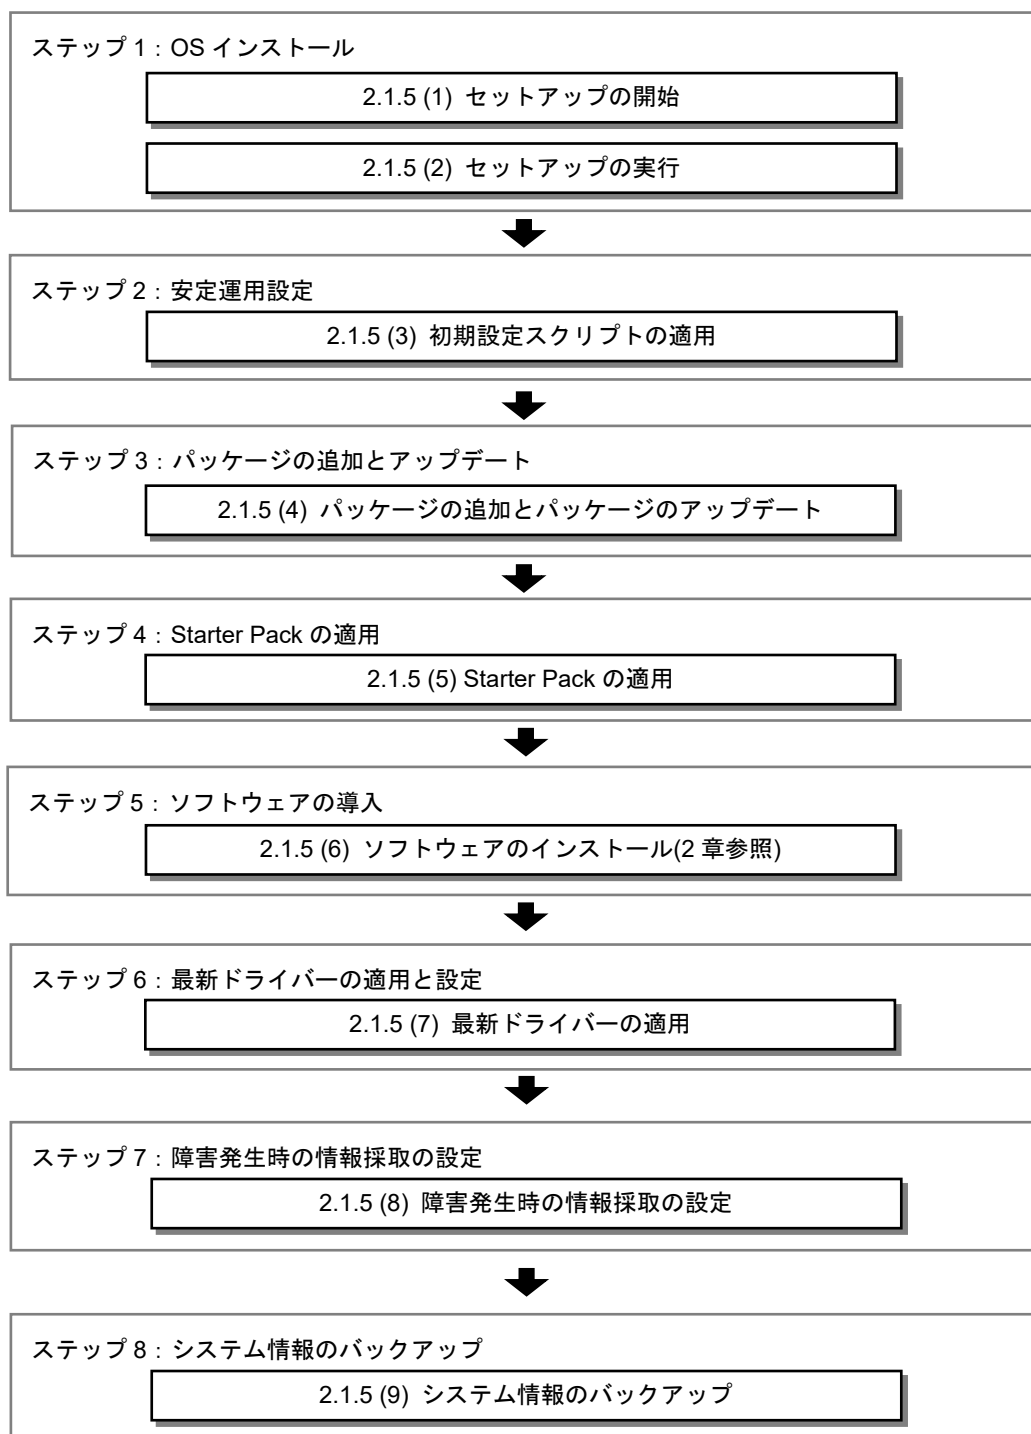 ステップ 1：OS インストール
2.1.5 (1) セットアップの開始
2.1.5 (2) セットアップの実行
ステップ 2：安定運用設定
2.1.5 (3) 初期設定スクリプトの適用
ステップ 3：パッケージの追加とアップデート
2.1.5 (4) パッケージの追加とパッケージのアップデート
ステップ 4：Starter Pack の適用
2.1.5 (5) Starter Pack の適用
ステップ 5：ソフトウェアの導入
2.1.5 (6) ソフトウェアのインストール(2 章参照)
ステップ 6：最新ドライバーの適用と設定
2.1.5 (7) 最新ドライバーの適用
ステップ 7：障害発生時の情報採取の設定
2.1.5 (8) 障害発生時の情報採取の設定
ステップ 8：システム情報のバックアップ
2.1.5 (9) システム情報のバックアップ